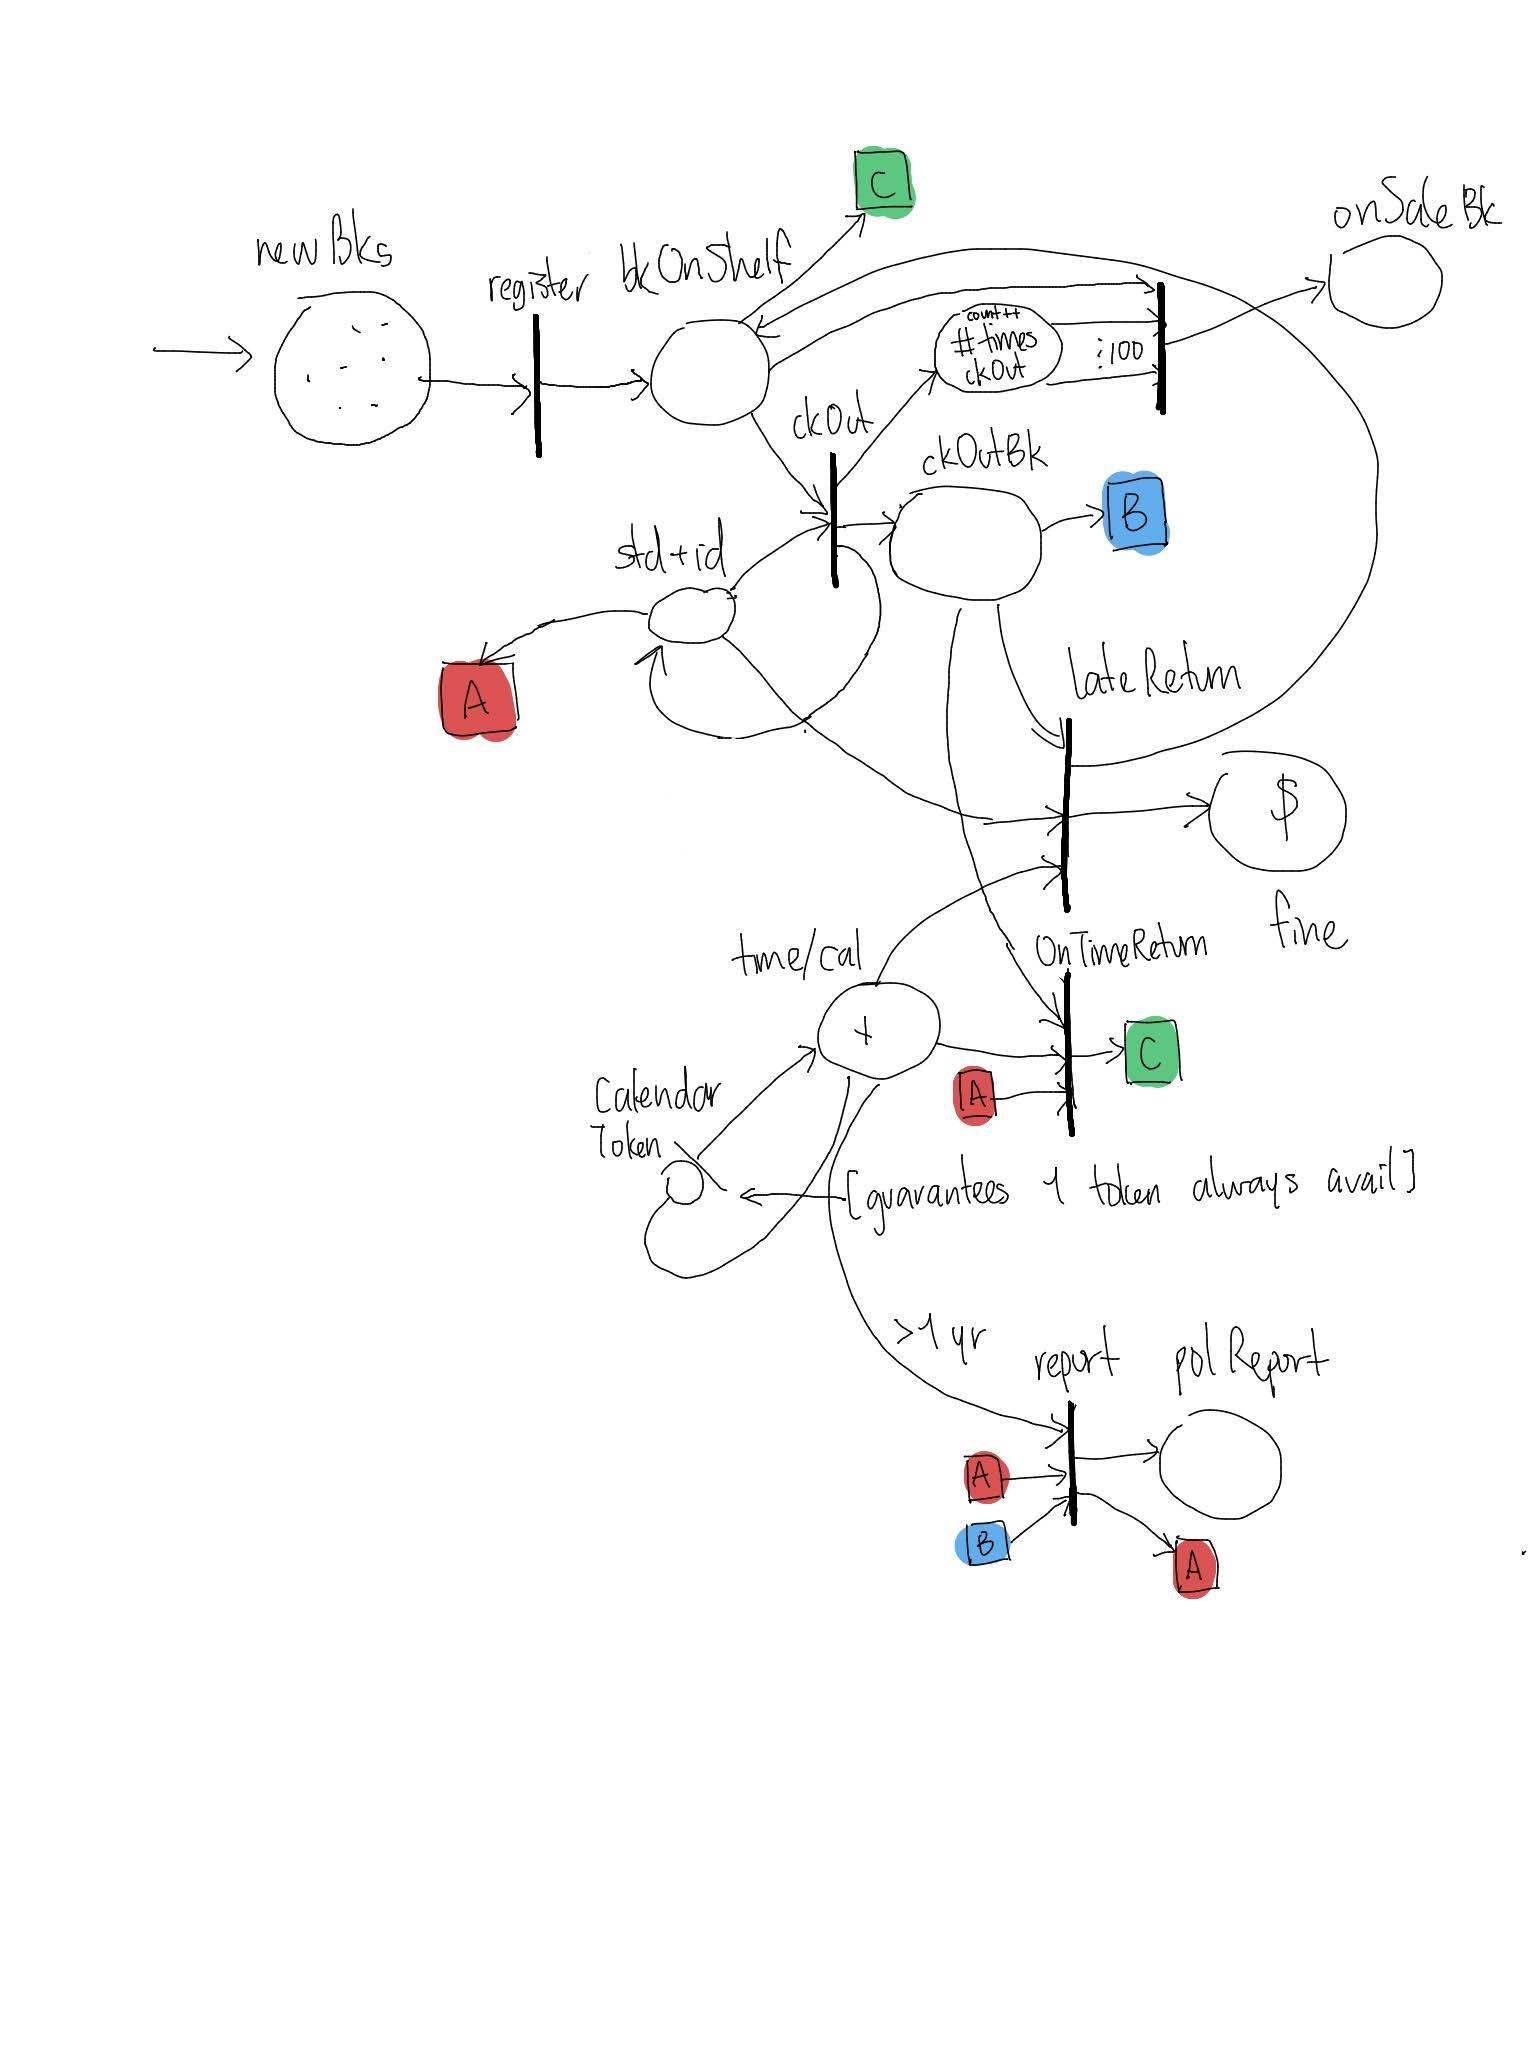 C
onSaleBk
newBks
register
bkOnShelf
count++
#times
ckOut
:100
ckOut
ckOutBk
B
std+id
A
lateReturn
$
fine
time/cal
OnTimeReturn
+
C
A
Calendar
Token
[guarantees 1 token always avail]
>1 yr
report
polReport
A
B
A